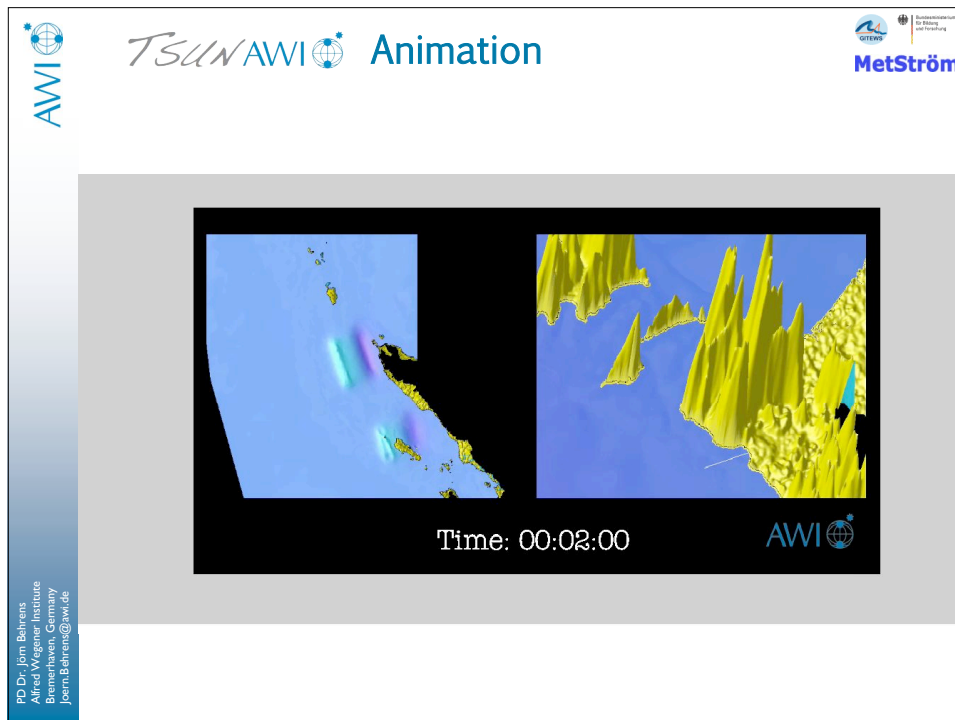 AWI
TSUNAWI Animation
GITEWS
Bundesministerium
für Bildung
und Forschung
MetStröm
Time: 00:02:00
AWI
PD Dr. Jörn Behrens
Alfred Wegener Institute
Bremerhaven, Germany
Joern.Behrens@awi.de